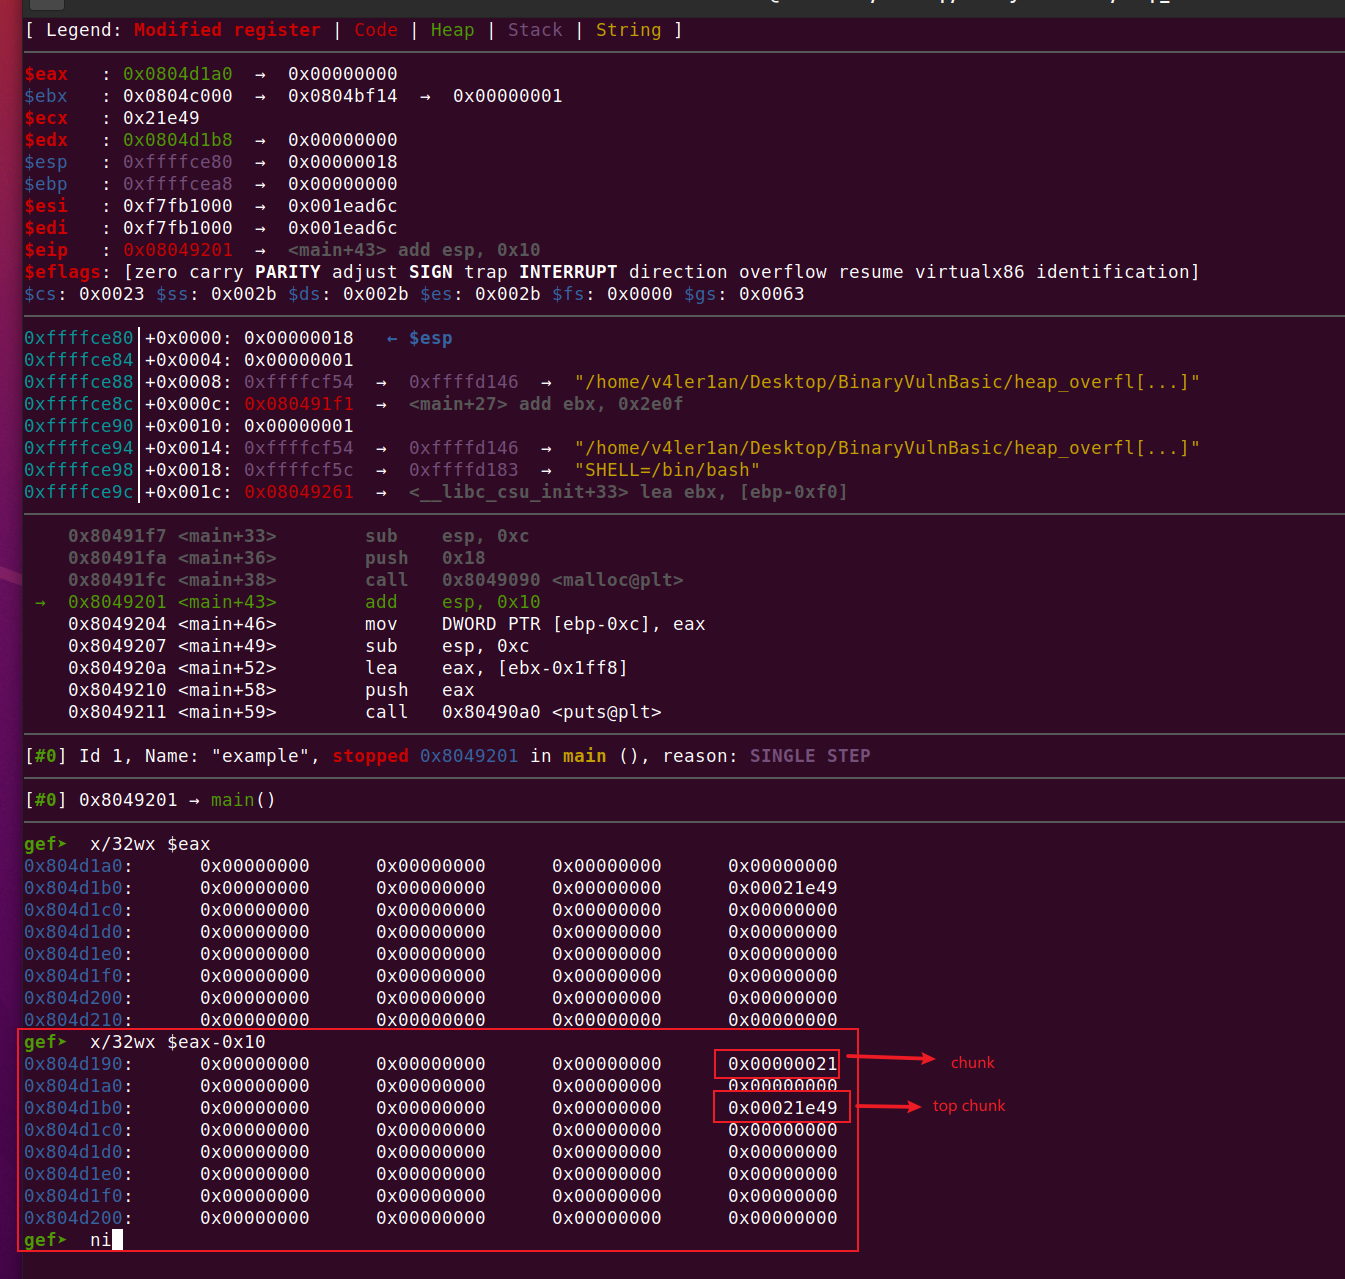 [ Legend: Modified register | Code | Heap | Stack | String ]
$eax   : 0x0804d1a0  →  0x00000000
$ebx   : 0x0804c000  →  0x0804bf14  →  0x00000001
$ecx   : 0x21e49
$edx   : 0x0804d1b8  →  0x00000000
$esp   : 0xffffce80  →  0x00000018
$ebp   : 0xffffcea8  →  0x00000000
$esi   : 0xf7fb1000  →  0x001ead6c
$edi   : 0xf7fb1000  →  0x001ead6c
$eip   : 0x08049201  →  <main+43> add esp, 0x10
$eflags: [zero carry PARITY adjust SIGN trap INTERRUPT direction overflow resume virtualx86 identification]
$cs: 0x0023 $ss: 0x002b $ds: 0x002b $es: 0x002b $fs: 0x0000 $gs: 0x0063
0xffffce80│+0x0000: 0x00000018   ← $esp
0xffffce84│+0x0004: 0x00000001
0xffffce88│+0x0008: 0xffffcf54  →  0xffffd146  →  "/home/v4ler1an/Desktop/BinaryVulnBasic/heap_overfl[...]"
0xffffce8c│+0x000c: 0x080491f1  →  <main+27> add ebx, 0x2e0f
0xffffce90│+0x0010: 0x00000001
0xffffce94│+0x0014: 0xffffcf54  →  0xffffd146  →  "/home/v4ler1an/Desktop/BinaryVulnBasic/heap_overfl[...]"
0xffffce98│+0x0018: 0xffffcf5c  →  0xffffd183  →  "SHELL=/bin/bash"
0xffffce9c│+0x001c: 0x08049261  →  <__libc_csu_init+33> lea ebx, [ebp-0xf0]
0x80491f7 <main+33>        sub    esp, 0xc
0x80491fa <main+36>        push   0x18
0x80491fc <main+38>        call   0x8049090 <malloc@plt>
→  0x8049201 <main+43>        add    esp, 0x10
0x8049204 <main+46>        mov    DWORD PTR [ebp-0xc], eax
0x8049207 <main+49>        sub    esp, 0xc
0x804920a <main+52>        lea    eax, [ebx-0x1ff8]
0x8049210 <main+58>        push   eax
0x8049211 <main+59>        call   0x80490a0 <puts@plt>
[#0] Id 1, Name: "example", stopped 0x8049201 in main (), reason: SINGLE STEP
[#0] 0x8049201 → main()
gef➤  x/32wx $eax
0x804d1a0:      0x00000000      0x00000000      0x00000000      0x00000000
0x804d1b0:      0x00000000      0x00000000      0x00000000      0x00021e49
0x804d1c0:      0x00000000      0x00000000      0x00000000      0x00000000
0x804d1d0:      0x00000000      0x00000000      0x00000000      0x00000000
0x804d1e0:      0x00000000      0x00000000      0x00000000      0x00000000
0x804d1f0:      0x00000000      0x00000000      0x00000000      0x00000000
0x804d200:      0x00000000      0x00000000      0x00000000      0x00000000
0x804d210:      0x00000000      0x00000000      0x00000000      0x00000000
gef➤  x/32wx $eax-0x10
0x804d190:      0x00000000      0x00000000      0x00000000      0x00000021 chunk
0x804d1a0:      0x00000000      0x00000000      0x00000000      0x00000000
0x804d1b0:      0x00000000      0x00000000      0x00000000      0x00021e49 top chunk
0x804d1c0:      0x00000000      0x00000000      0x00000000      0x00000000
0x804d1d0:      0x00000000      0x00000000      0x00000000      0x00000000
0x804d1e0:      0x00000000      0x00000000      0x00000000      0x00000000
0x804d1f0:      0x00000000      0x00000000      0x00000000      0x00000000
0x804d200:      0x00000000      0x00000000      0x00000000      0x00000000
gef➤  ni